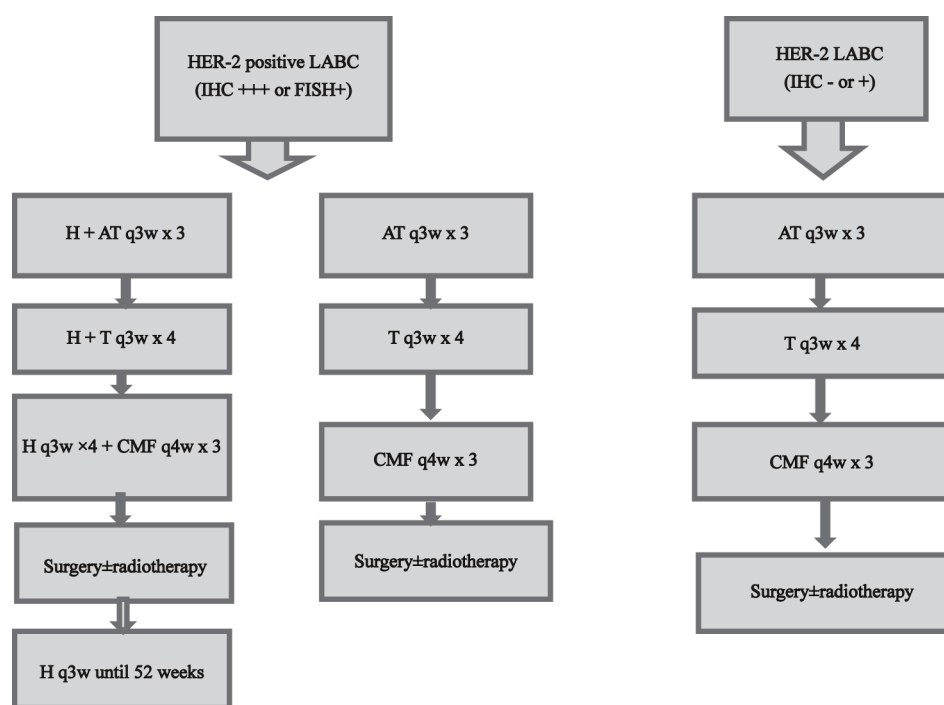 HER-2 positive LABC
(IHC +++ or FISH+)
H + AT q3w x 3
H + T q3w x 4
H q3w ×4 + CMF q4w x 3
Surgery±radiotherapy
H q3w until 52 weeks
AT q3w x 3
T q3w x 4
CMF q4w x 3
Surgery±radiotherapy
HER-2 LABC
(IHC - or +)
AT q3w x 3
T q3w x 4
CMF q4w x 3
Surgery±radiotherapy